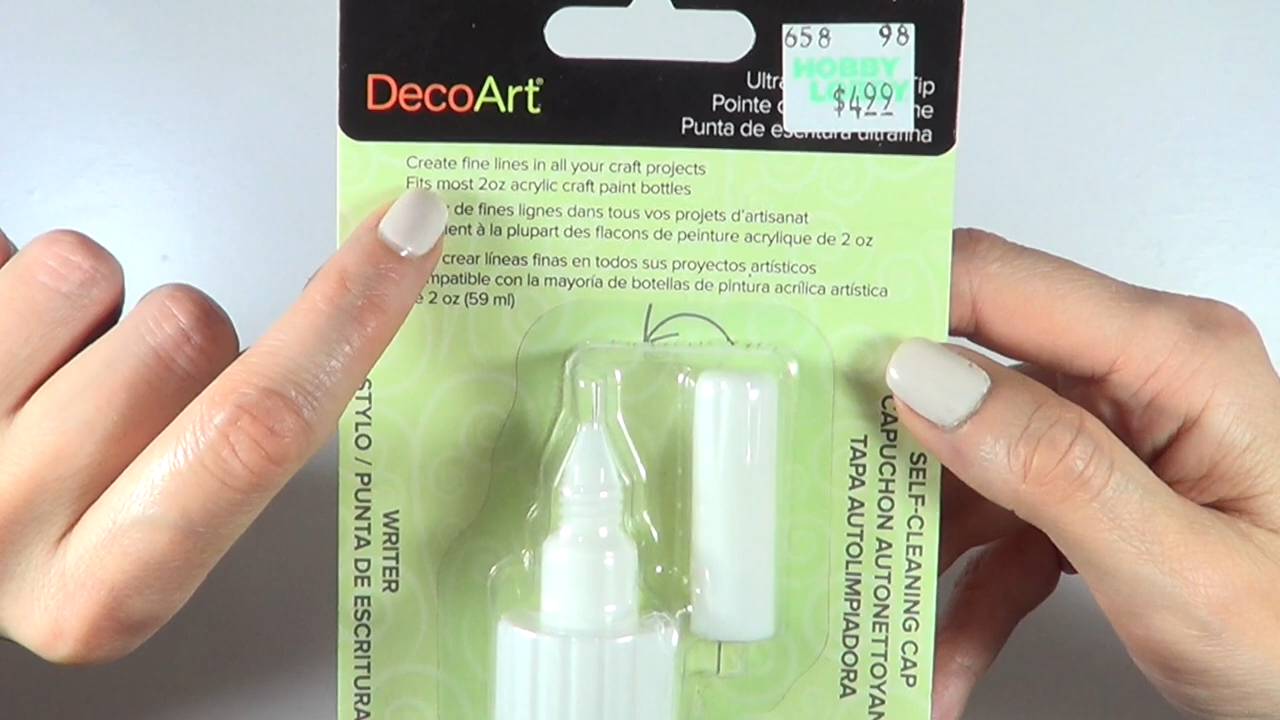 658 98
HOBBY
$4.99
DecoArt
Create fine lines in all your craft projects
Fits most 2oz acrylic craft paint bottles
de fines lignes dans tous vos projets d'artisanat
à la plupart des flacons de peinture acrylique de 2 oz
crear líneas finas en todos sus proyectos artísticos
con la mayoría de botellas de pintura acrílica artística
2 oz (59 ml)
Pointe
Punta de escritura ultrafina
WRITER
STYLO / PUNTA DE ESCRITURA
SELF-CLEANING CAP
CAPUCHON AUTONETTOYAN
TAPA AUTOLIMPIADORA